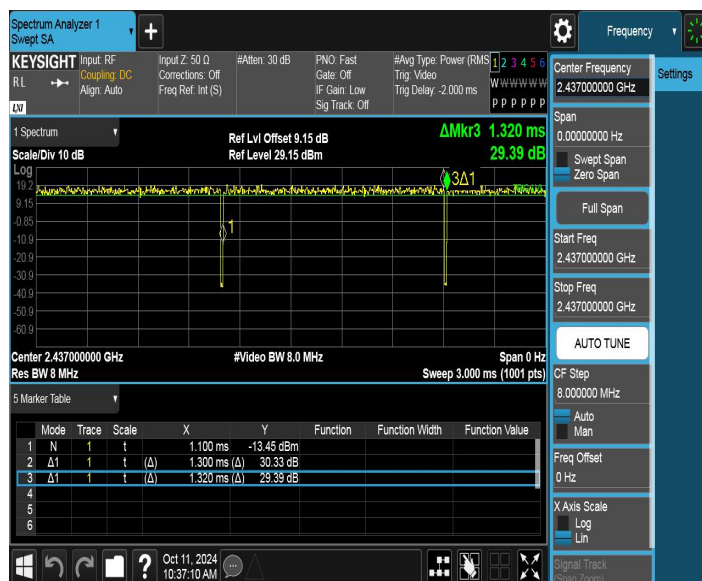 Spectrum Analyzer 1
Swept SA
+
Frequency
KEYSIGHT
R L
LXI
Input: RF
Coupling: DC
Align: Auto
Input Z: 50 Ω
Corrections: Off
Freq Ref: Int (S)
#Atten: 30 dB
PNO: Fast
Gate: Off
IF Gain: Low
Sig Track: Off
#Avg Type: Power (RMS
Trig: Video
Trig Delay: -2.000 ms
1 2 3 4 5 6
W W W W W W
P P P P P P
1 Spectrum
Scale/Div 10 dB
Ref Lvl Offset 9.15 dB
Ref Level 29.15 dBm
ΔMkr3 1.320 ms
29.39 dB
Log
19.2
9.15
-0.85
-10.9
-20.9
-30.9
-40.9
-50.9
-60.9
1
3Δ1
Center 2.437000000 GHz
Res BW 8 MHz
#Video BW 8.0 MHz
Span 0 Hz
Sweep 3.000 ms (1001 pts)
5 Marker Table
Mode Trace Scale X Y Function Function Width Function Value
1 N 1 t 1.100 ms -13.45 dBm
2 Δ1 1 t (Δ) 1.300 ms (Δ) 30.33 dB
3 Δ1 1 t (Δ) 1.320 ms (Δ) 29.39 dB
4
5
6
?
Oct 11, 2024
10:37:10 AM
Center Frequency
2.437000000 GHz
Span
0.00000000 Hz
Swept Span
Zero Span
Full Span
Start Freq
2.437000000 GHz
Stop Freq
2.437000000 GHz
AUTO TUNE
CF Step
8.000000 MHz
Auto
Man
Freq Offset
0 Hz
X Axis Scale
Log
Lin
Signal Track
(Span Zoom)
Settings